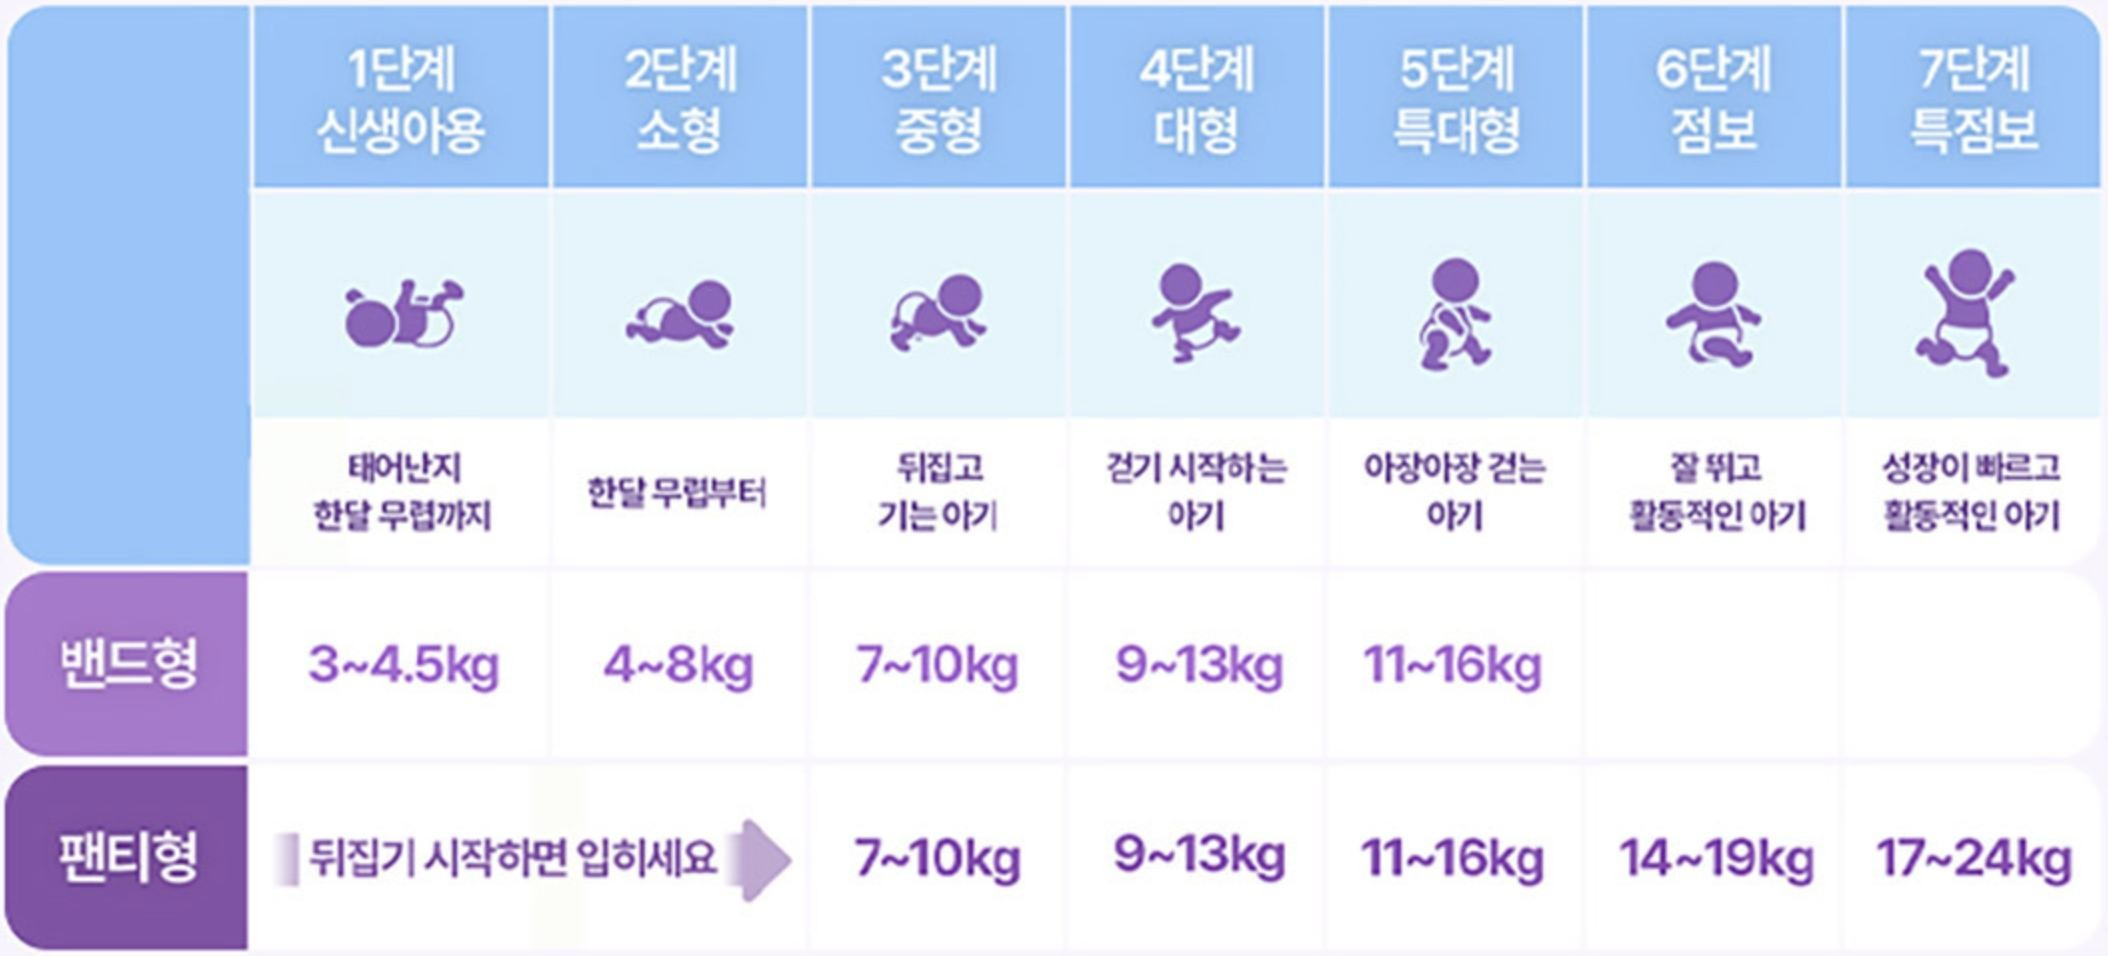 1단계
신생아용
2단계
소형
3단계
중형
4단계
대형
5단계
특대형
6단계
점보
7단계
특점보
태어난지
한달 무렵까지
한달 무렵부터
뒤집고
기는 아기
걷기 시작하는
아기
아장아장 걷는
아기
잘 뛰고
활동적인 아기
성장이 빠르고
활동적인 아기
밴드형
3~4.5kg
4~8kg
7~10kg
9~13kg
11~16kg
팬티형
뒤집기 시작하면 입히세요
7~10kg
9~13kg
11~16kg
14~19kg
17~24kg